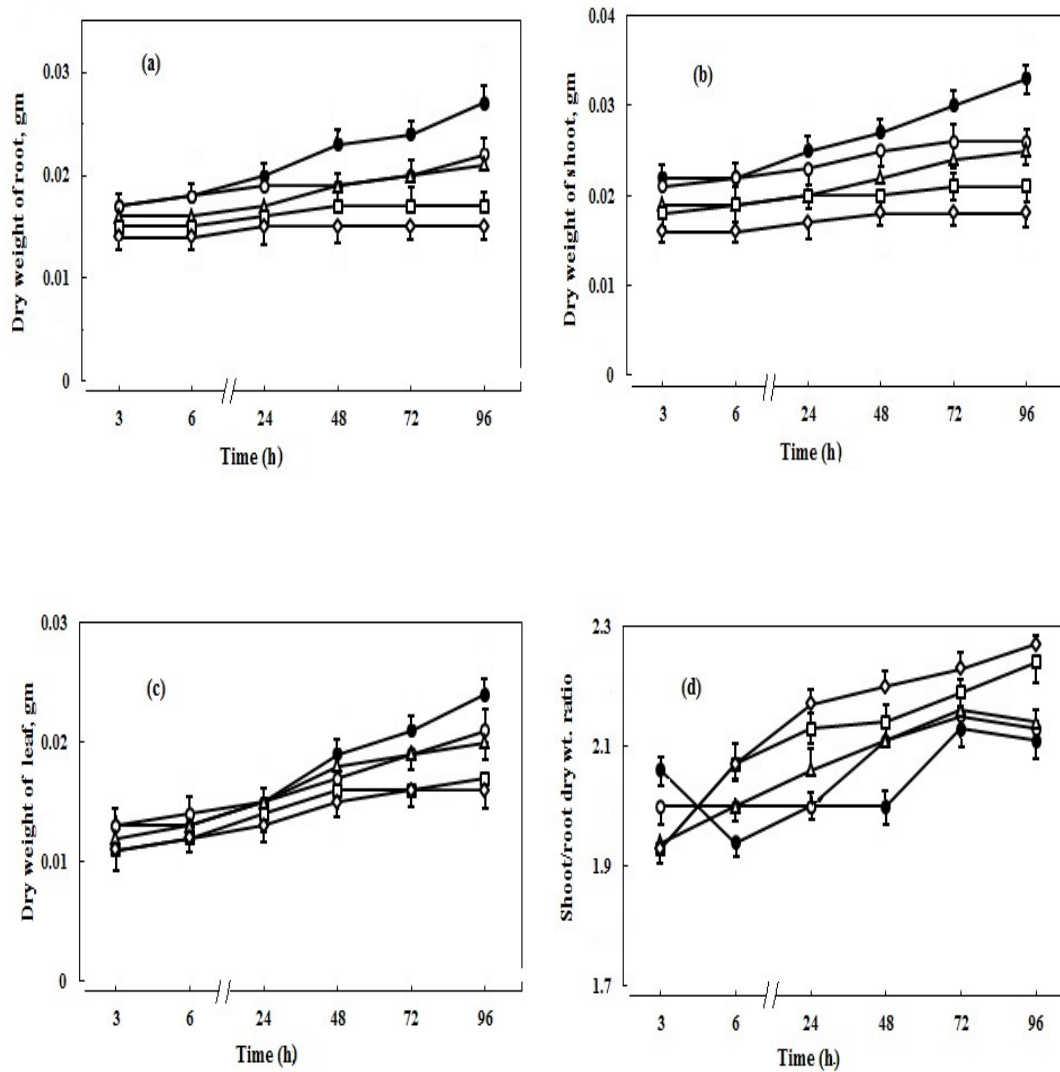 (a)
Dry weight of root, gm
0.03
0.02
0.01
0
3 6 24 48 72 96
Time (h)
(b)
Dry weight of shoot, gm
0.04
0.03
0.02
0.01
0
3 6 24 48 72 96
Time (h)
(c)
Dry weight of leaf, gm
0.03
0.02
0.01
0
3 6 24 48 72 96
Time (h)
(d)
Shoot/root dry wt. ratio
2.3
2.1
1.9
1.7
3 6 24 48 72 96
Time (h.